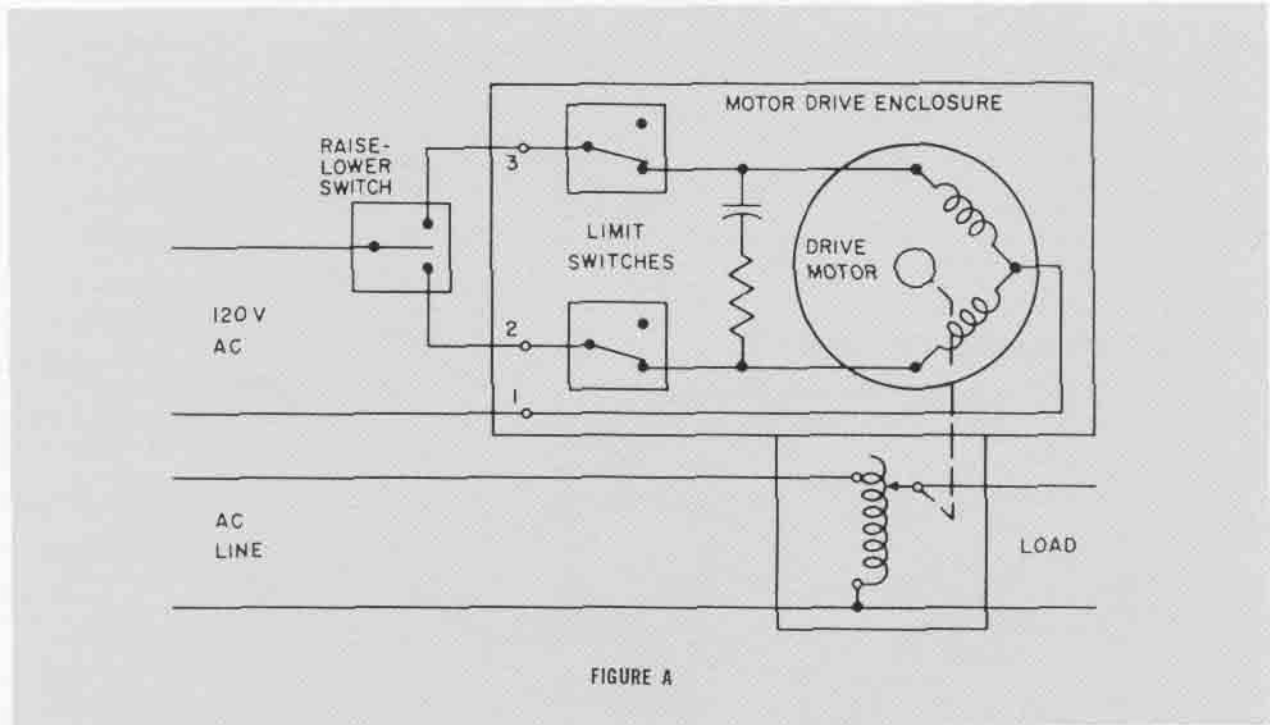 MOTOR DRIVE ENCLOSURE
RAISE-
LOWER
SWITCH
3
LIMIT
SWITCHES
DRIVE
MOTOR
120 V
AC
2
1
AC
LINE
LOAD
FIGURE A